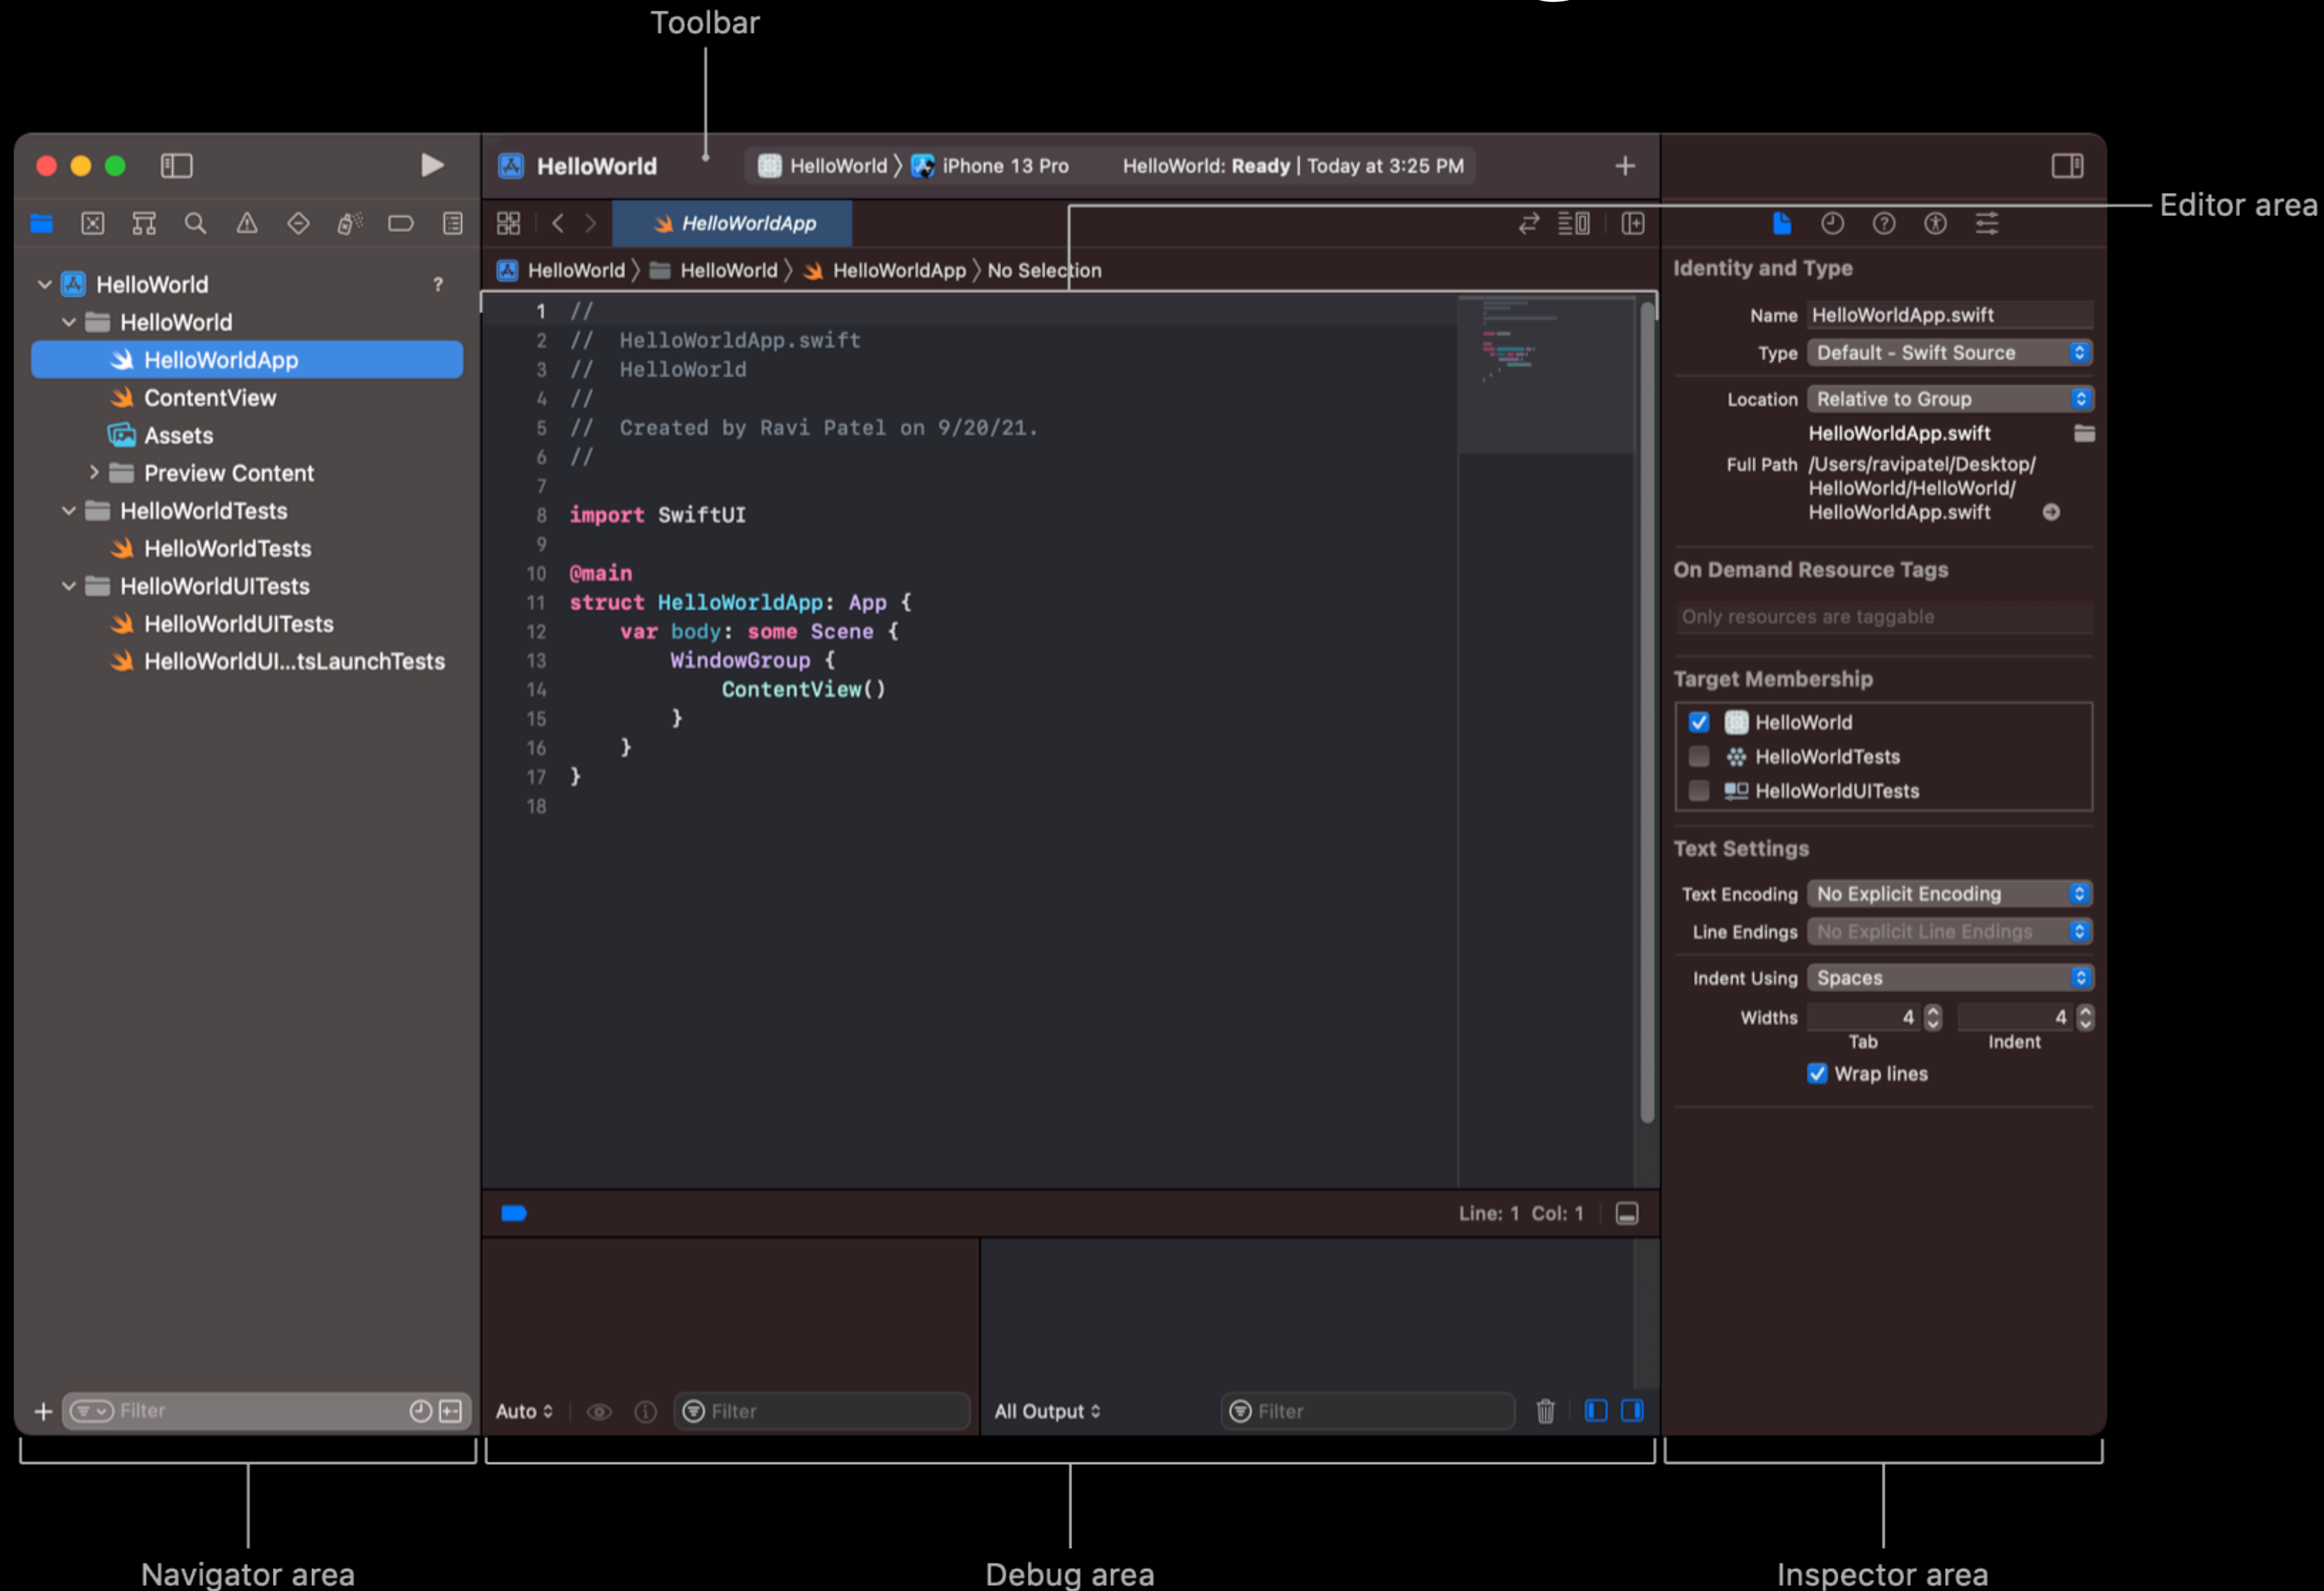 Toolbar
HelloWorld
HelloWorld
iPhone 13 Pro
HelloWorld: Ready | Today at 3:25 PM
Editor area
HelloWorld
?
HelloWorld
HelloWorldApp
ContentView
Assets
Preview Content
HelloWorldTests
HelloWorldTests
HelloWorldUITests
HelloWorldUITests
HelloWorldUI...tsLaunchTests
Filter
HelloWorldApp
HelloWorld 〉 HelloWorld 〉 HelloWorldApp 〉 No Selection
1 //
2 // HelloWorldApp.swift
3 // HelloWorld
4 //
5 // Created by Ravi Patel on 9/20/21.
6 //
7
8 import SwiftUI
9
10 @main
11 struct HelloWorldApp: App {
12 var body: some Scene {
13 WindowGroup {
14 ContentView()
15 }
16 }
17 }
18
Line: 1 Col: 1
Auto
Filter
All Output
Filter
Identity and Type
Name HelloWorldApp.swift
Type Default - Swift Source
Location Relative to Group
HelloWorldApp.swift
Full Path /Users/ravipatel/Desktop/
HelloWorld/HelloWorld/
HelloWorldApp.swift
On Demand Resource Tags
Only resources are taggable
Target Membership
HelloWorld
HelloWorldTests
HelloWorldUITests
Text Settings
Text Encoding No Explicit Encoding
Line Endings No Explicit Line Endings
Indent Using Spaces
Widths 4 4
Tab Indent
Wrap lines
Navigator area
Debug area
Inspector area